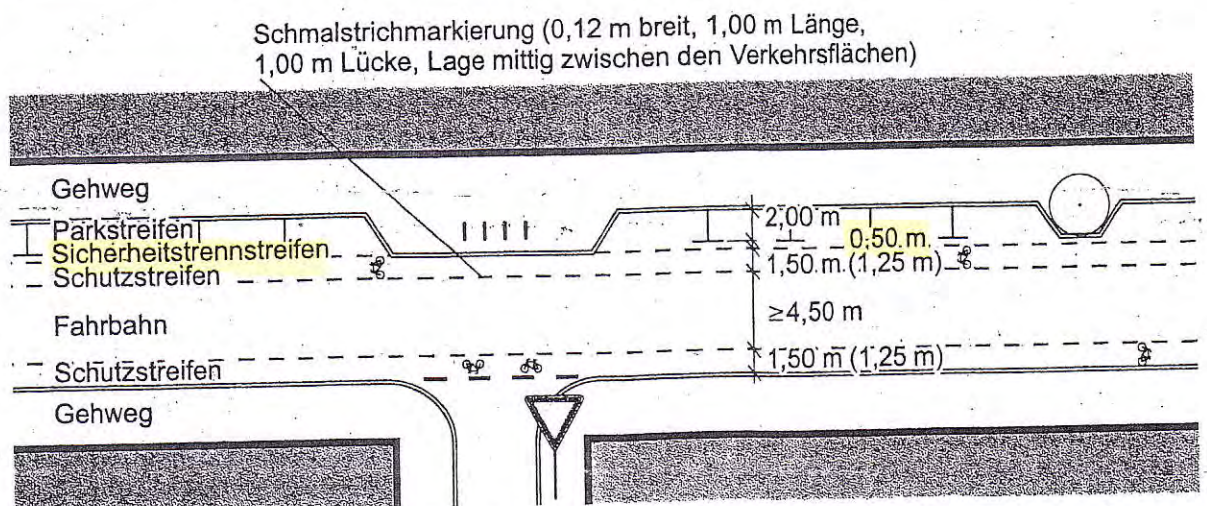 Schmalstrichmarkierung (0,12 m breit, 1,00 m Länge,
1,00 m Lücke, Lage mittig zwischen den Verkehrsflächen)
Gehweg
Parkstreifen
2,00 m
Sicherheitstrennstreifen
0,50 m
Schutzstreifen
1,50 m (1,25 m)
Fahrbahn
≥4,50 m
Schutzstreifen
1,50 m (1,25 m)
Gehweg